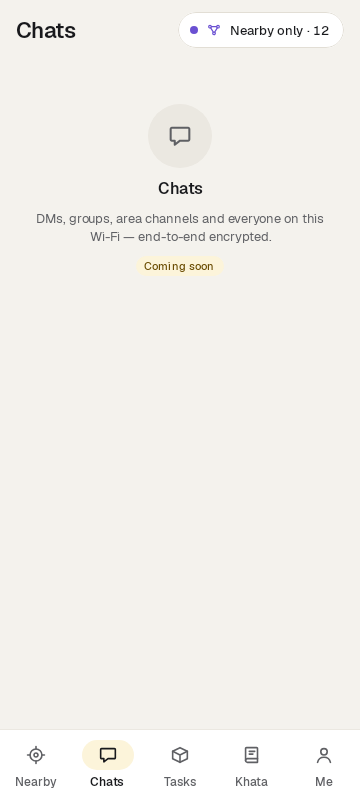 Chats
Nearby only · 12
Chats
DMs, groups, area channels and everyone on this
Wi-Fi — end-to-end encrypted.
Coming soon
Nearby
Chats
Tasks
Khata
Me